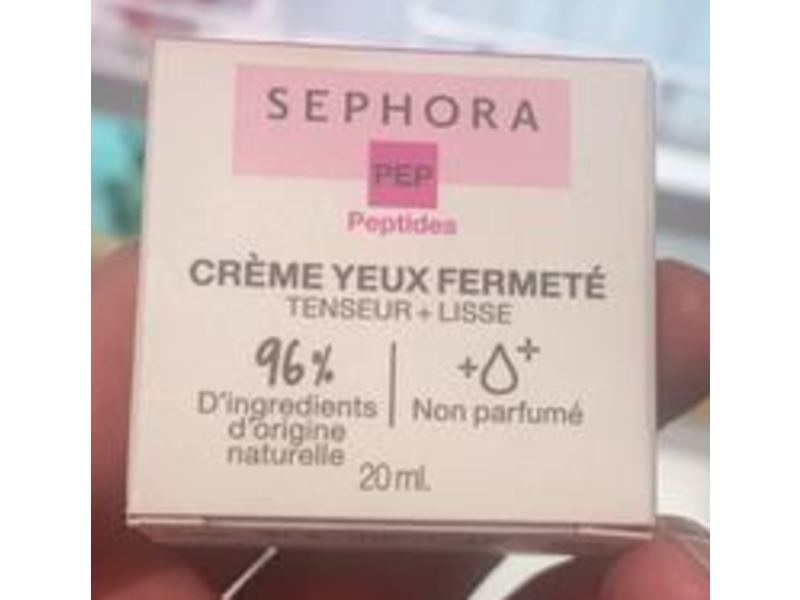 SEPHORA
PEP
Peptides
CRÈME YEUX FERMETÉ
TENSEUR + LISSE
96%
D'ingredients
d'origine
naturelle
Non parfumé
20 ml.